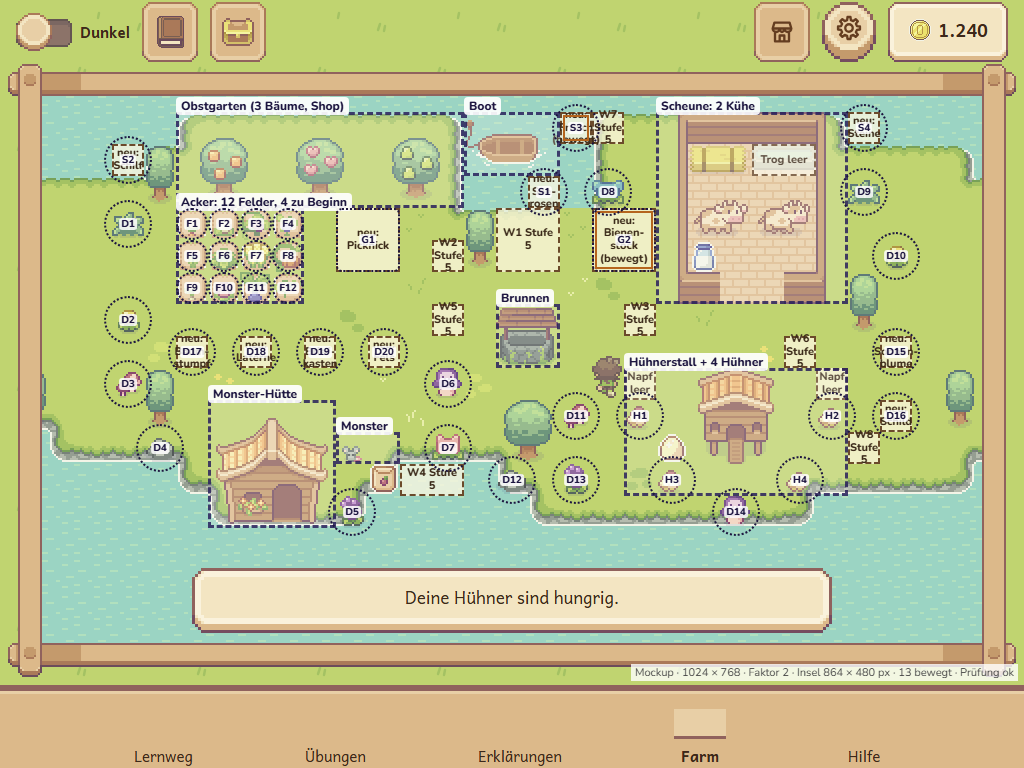 Dunkel
1.240
Obstgarten (3 Bäume, Shop)
Boot
Scheune: 2 Kühe
S3
W7
Stufe
5
S4
S2
Trog leer
S1
D8
D9
Acker: 12 Felder, 4 zu Beginn
D1
F1 F2 F3 F4
F5 F6 F7 F8
F9 F10 F11 F12
neu:
Picknick
G1
W2
Stufe
5
W1 Stufe
5
neu:
Bienen-
stock
(bewegt)
G2
D10
Brunnen
D2
W5
Stufe
5
W3
Stufe
5
D17
D18
D19
D20
W6
Stufe
5
D15
Hühnerstall + 4 Hühner
D3
D6
Napf
leer
Napf
leer
Monster-Hütte
Monster
D11
H1
H2
D16
D4
D7
W8
Stufe
5
W4 Stufe
5
D12
D13
H3
H4
D5
D14
Deine Hühner sind hungrig.
Mockup · 1024 × 768 · Faktor 2 · Insel 864 × 480 px · 13 bewegt · Prüfung ok
Lernweg
Übungen
Erklärungen
Farm
Hilfe